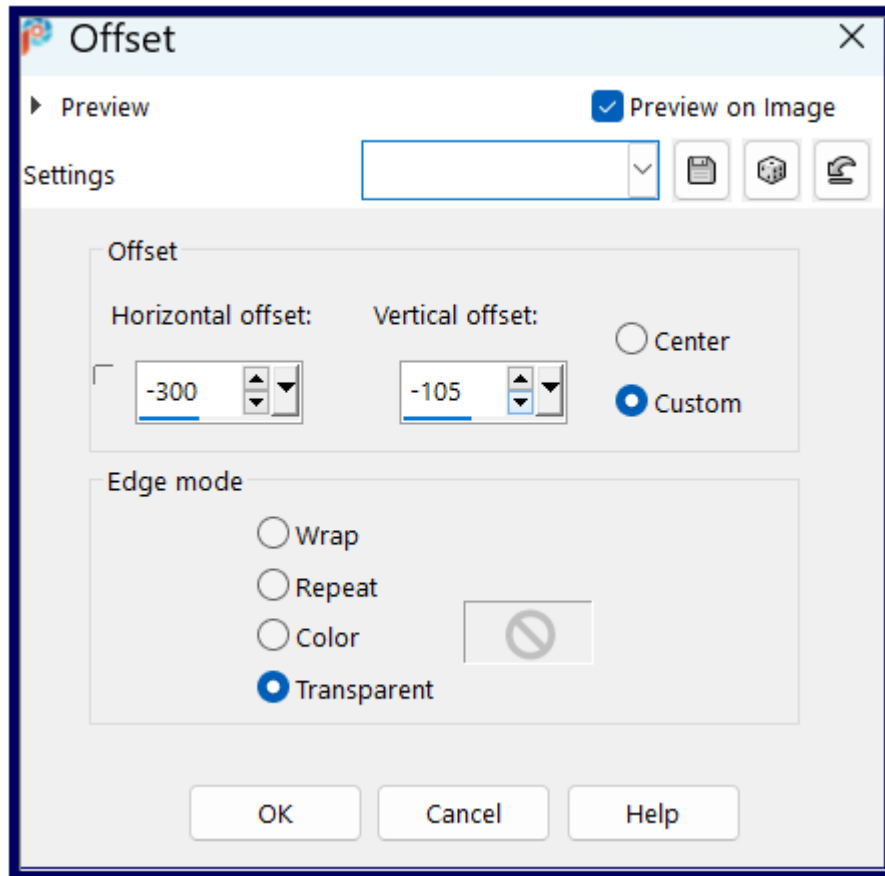 Offset
Preview
Preview on Image
Settings
Offset
Horizontal offset: Vertical offset:
Center
-300 -105
Custom
Edge mode
Wrap
Repeat
Color
Transparent
OK Cancel Help